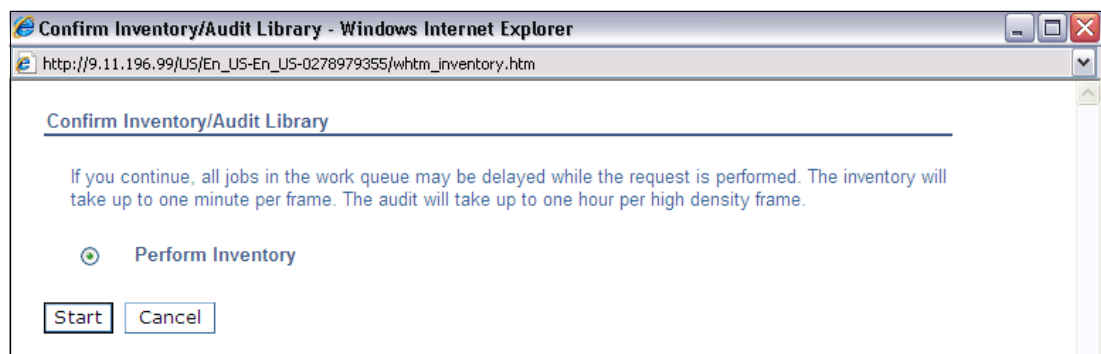 Confirm Inventory/Audit Library - Windows Internet Explorer
http://9.11.196.99/US/En_US-En_US-0278979355/whtm_inventory.htm
Confirm Inventory/Audit Library
If you continue, all jobs in the work queue may be delayed while the request is performed. The inventory will
take up to one minute per frame. The audit will take up to one hour per high density frame.
Perform Inventory
Start Cancel